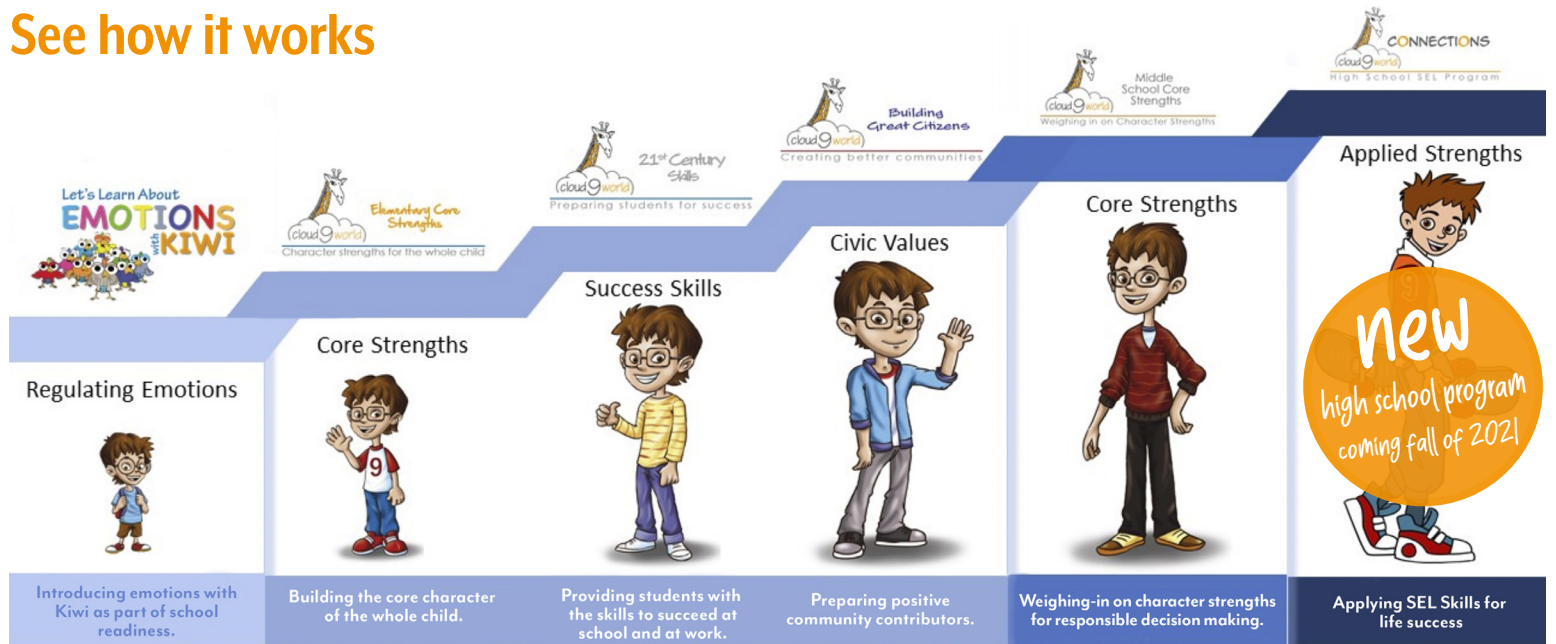 See how it works
Let's Learn About
EMOTIONS
with
KIWI
Regulating Emotions
Introducing emotions with
Kiwi as part of school
readiness.
cloud9world
Elementary Core
Strengths
Character strengths for the whole child
Core Strengths
9
Building the core character
of the whole child.
cloud9world
21st Century
Skills
Preparing students for success
Success Skills
Providing students with
the skills to succeed at
school and at work.
cloud9world
Building
Great Citizens
Creating better communities
Civic Values
Preparing positive
community contributors.
cloud9world
Middle
School Core
Strengths
Weighing in on Character Strengths
Core Strengths
Weighing-in on character strengths
for responsible decision making.
cloud9world
CONNECTIONS
High School SEL Program
Applied Strengths
9
new
high school program
coming fall of 2021
Applying SEL Skills for
life success